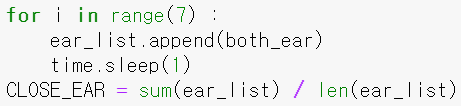 for i in range(7) :
    ear_list.append(both_ear)
    time.sleep(1)
CLOSE_EAR = sum(ear_list) / len(ear_list)